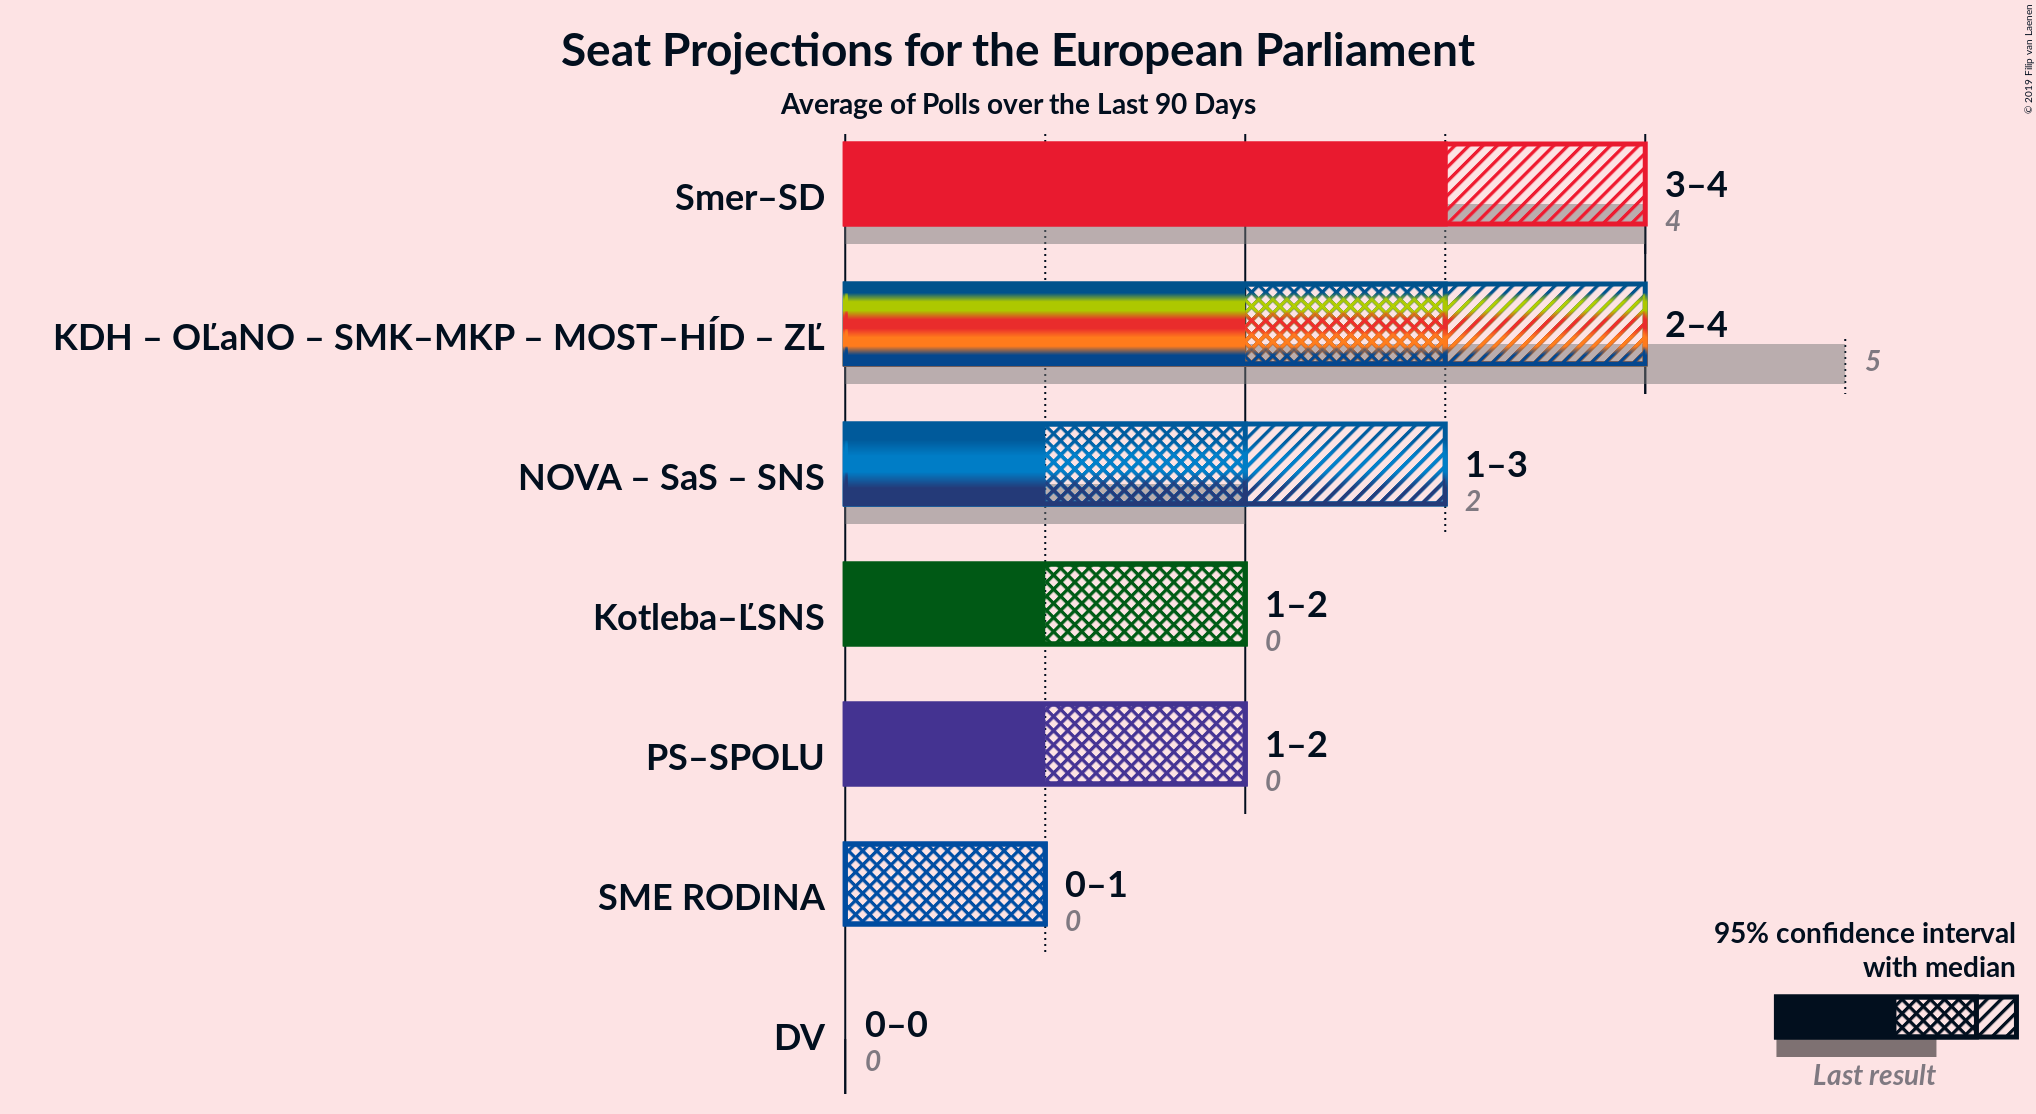 Seat Projections for the European Parliament
Average of Polls over the Last 90 Days
© 2019 Filip van Laenen
Smer–SD
3–4
4
KDH – OĽaNO – SMK–MKP – MOST–HÍD – ZĽ
2–4
5
NOVA – SaS – SNS
1–3
2
Kotleba–ĽSNS
1–2
0
PS–SPOLU
1–2
0
SME RODINA
0–1
0
DV
0–0
0
95% confidence interval
with median
Last result